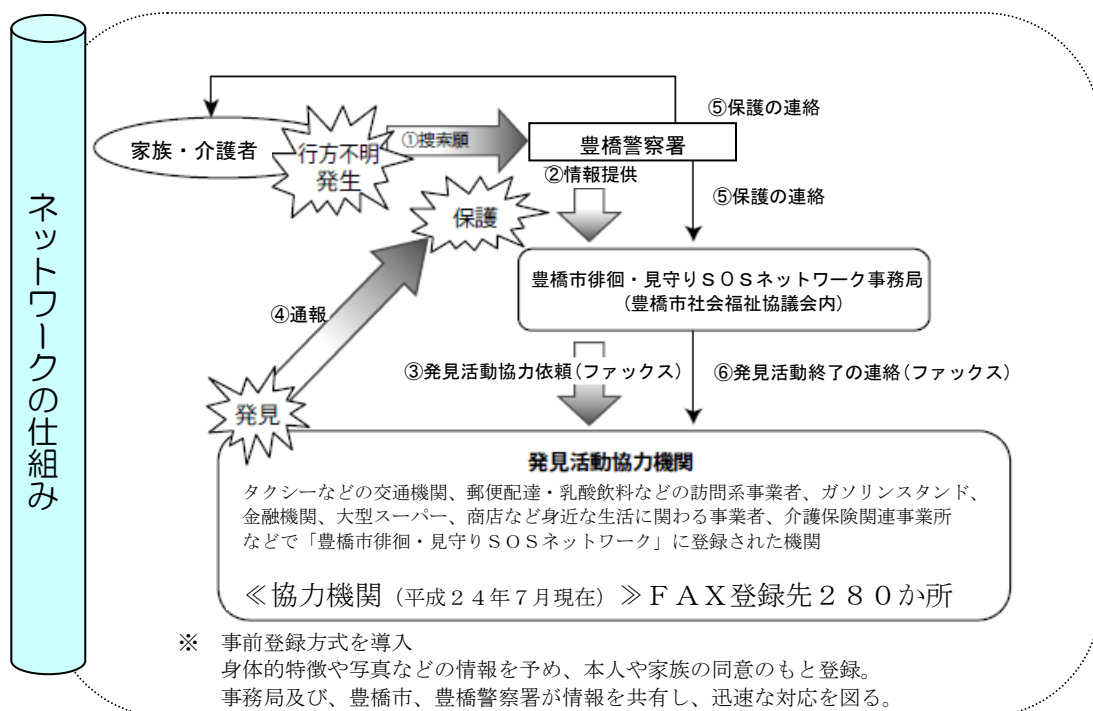 ネットワークの仕組み
⑤保護の連絡
家族・介護者
行方不明
発生
①捜索願
豊橋警察署
②情報提供
⑤保護の連絡
保護
豊橋市徘徊・見守りSOSネットワーク事務局
(豊橋市社会福祉協議会内)
④通報
③発見活動協力依頼(ファックス)
⑥発見活動終了の連絡(ファックス)
発見
発見活動協力機関
タクシーなどの交通機関、郵便配達・乳酸飲料などの訪問系事業者、ガソリンスタンド、
金融機関、大型スーパー、商店など身近な生活に関わる事業者、介護保険関連事業所
などで「豊橋市徘徊・見守りSOSネットワーク」に登録された機関
≪協力機関（平成２４年７月現在）≫ＦＡＸ登録先２８０か所
※ 事前登録方式を導入
身体的特徴や写真などの情報を予め、本人や家族の同意のもと登録。
事務局及び、豊橋市、豊橋警察署が情報を共有し、迅速な対応を図る。